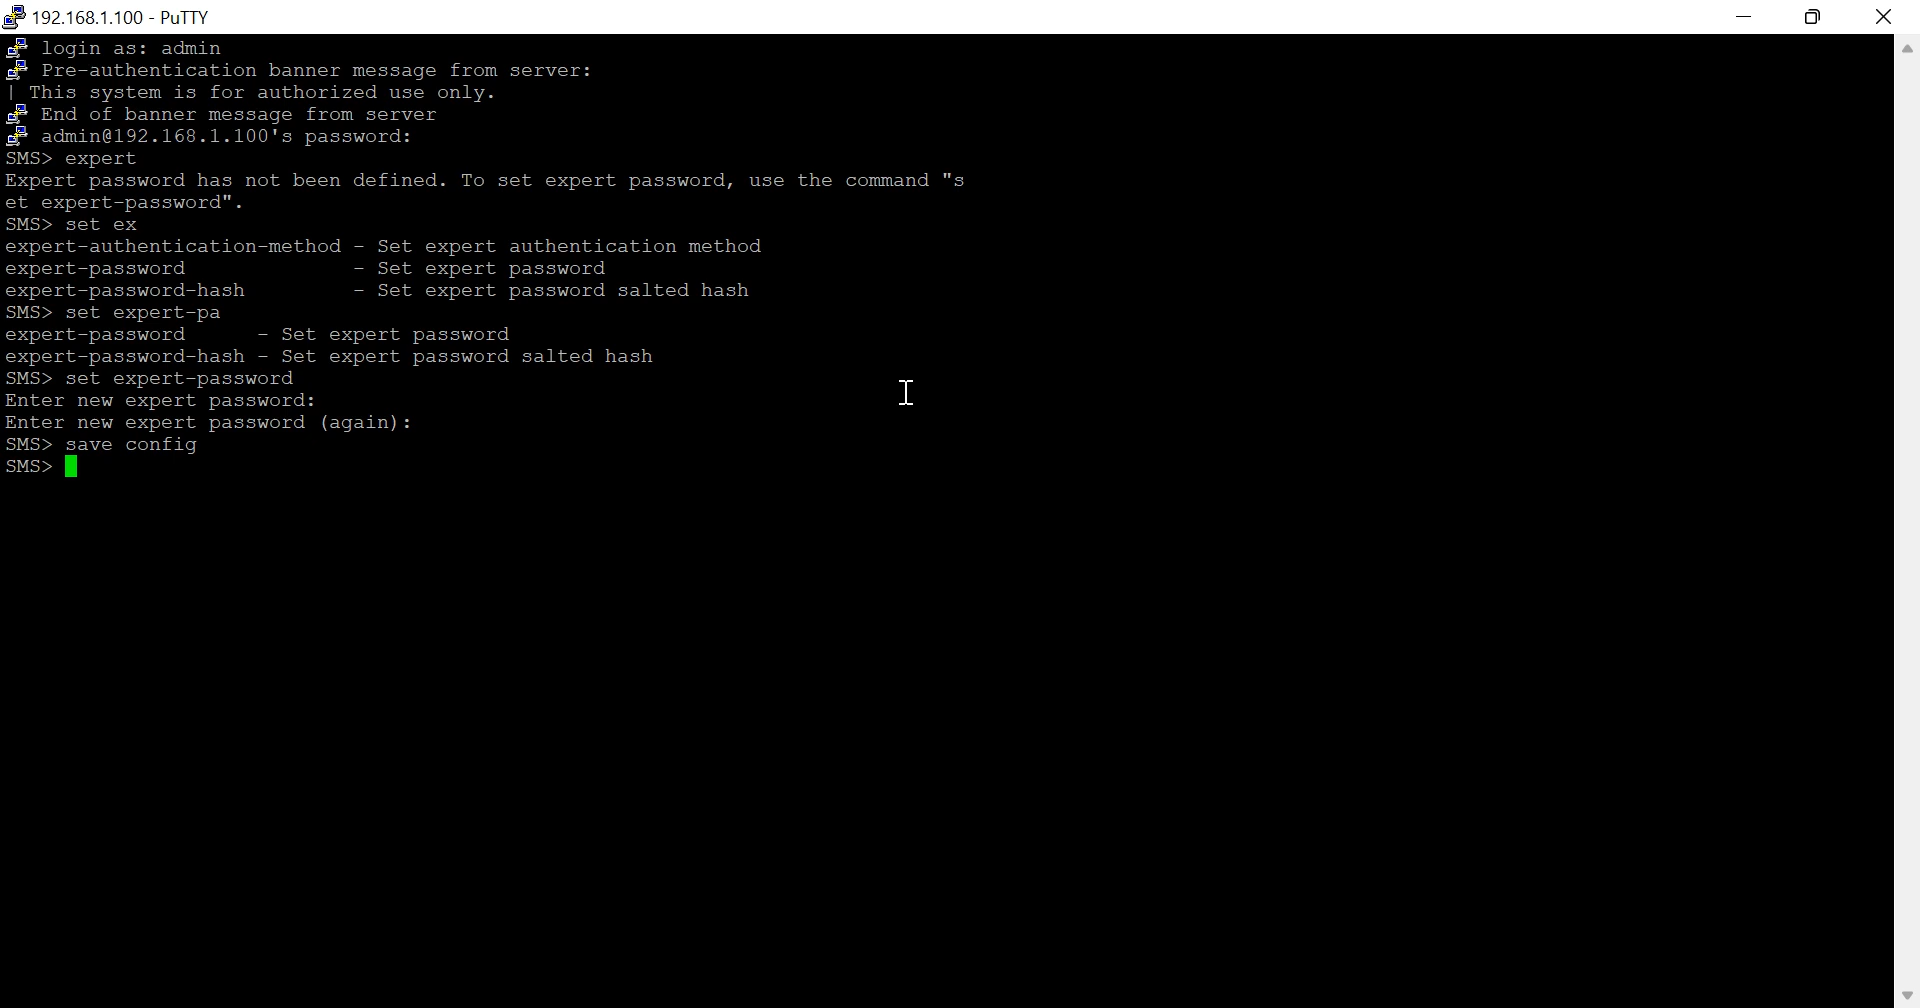 192.168.1.100 - PuTTY
login as: admin
Pre-authentication banner message from server:
| This system is for authorized use only.
End of banner message from server
admin@192.168.1.100's password:
SMS> expert
Expert password has not been defined. To set expert password, use the command "s
et expert-password".
SMS> set ex
expert-authentication-method - Set expert authentication method
expert-password              - Set expert password
expert-password-hash         - Set expert password salted hash
SMS> set expert-pa
expert-password      - Set expert password
expert-password-hash - Set expert password salted hash
SMS> set expert-password
Enter new expert password:
Enter new expert password (again):
SMS> save config
SMS>